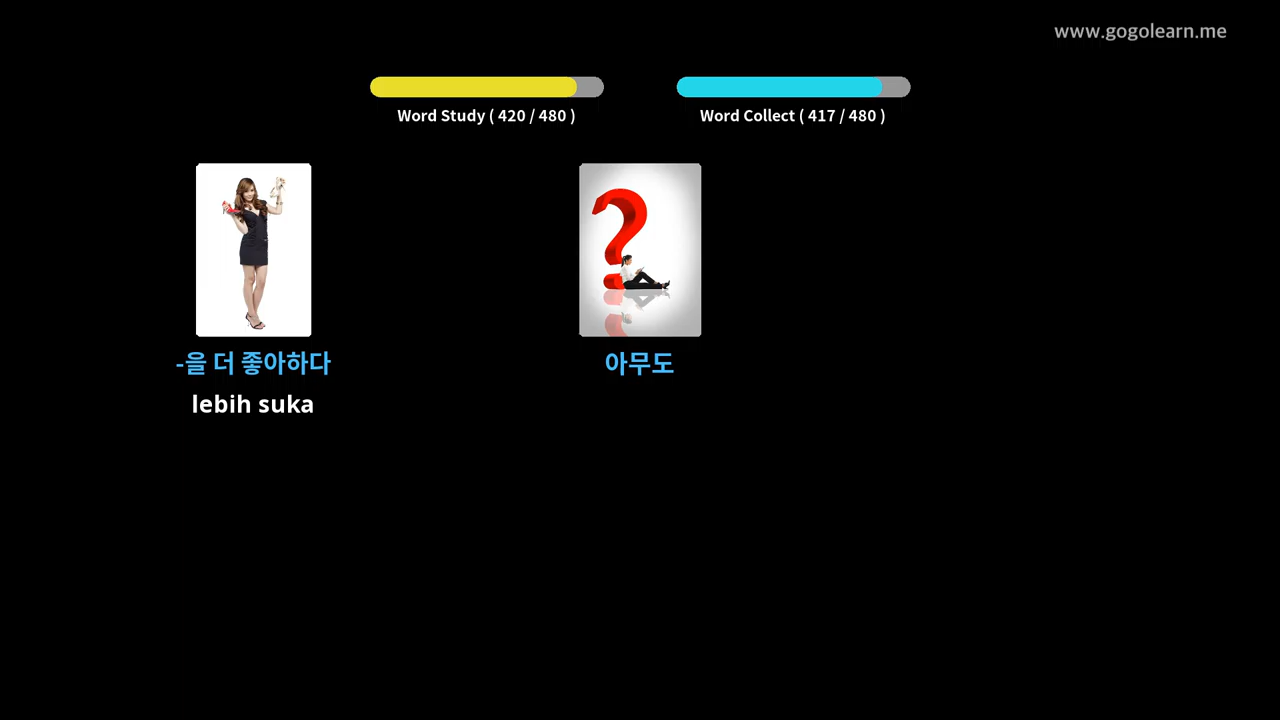 www.gogolearn.me
Word Study ( 420 / 480 )
Word Collect ( 417 / 480 )
-을 더 좋아하다
lebih suka
아무도